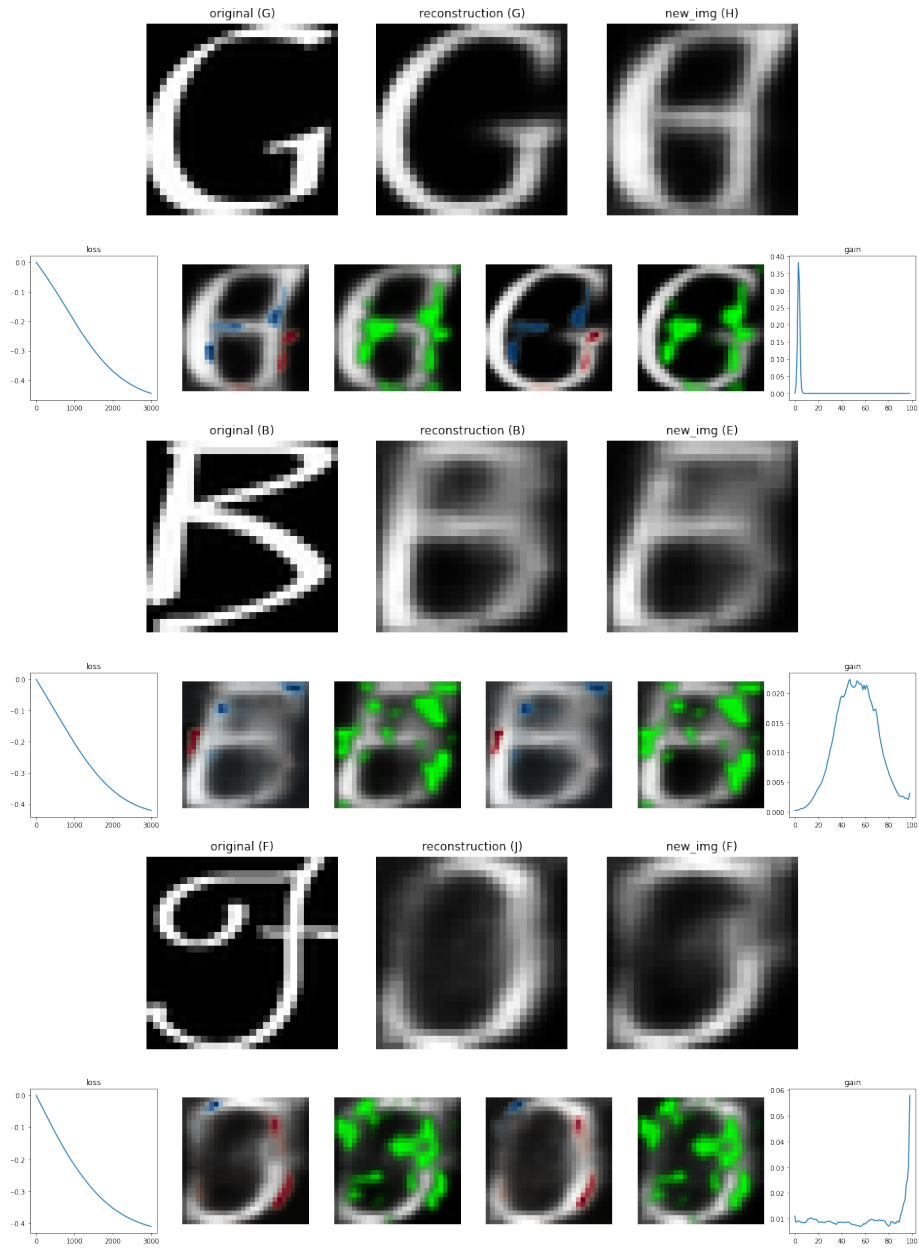 original (G) reconstruction (G) new_img (H)
G G H
loss gain
0.0 −0.1 −0.2 −0.3 −0.4
0 1000 2000 3000
0.40 0.35 0.30 0.25 0.20 0.15 0.10 0.05 0.00
0 20 40 60 80 100
original (B) reconstruction (B) new_img (E)
B B E
loss gain
0.0 −0.1 −0.2 −0.3 −0.4
0 1000 2000 3000
0.020 0.015 0.010 0.005 0.000
0 20 40 60 80 100
original (F) reconstruction (J) new_img (F)
F
loss gain
0.0 −0.1 −0.2 −0.3 −0.4
0 1000 2000 3000
0.06 0.05 0.04 0.03 0.02 0.01
0 20 40 60 80 100